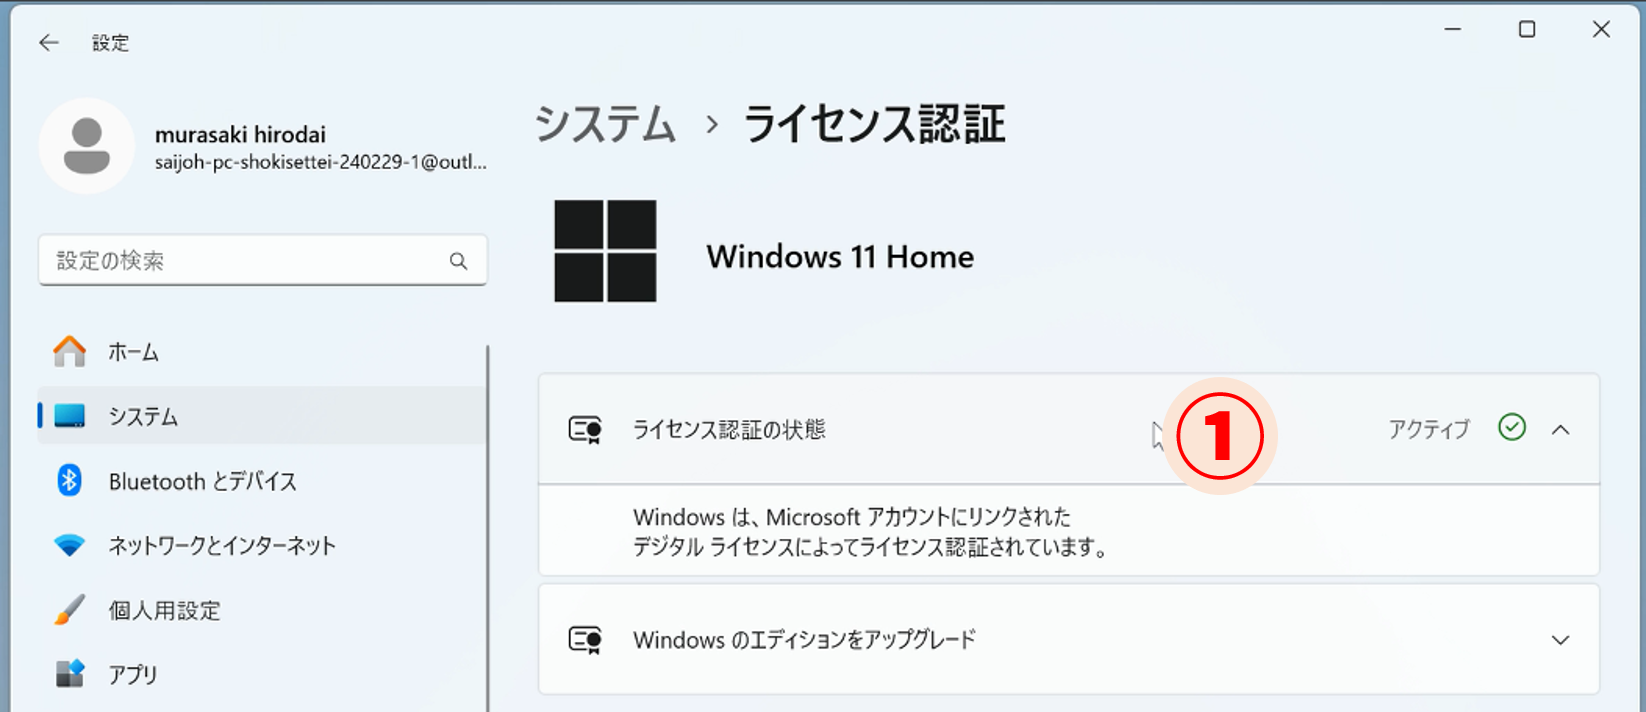 設定
murasaki hirodai
saijoh-pc-shokisettei-240229-1@outl...
設定の検索
ホーム
システム
Bluetooth とデバイス
ネットワークとインターネット
個人用設定
アプリ
システム › ライセンス認証
Windows 11 Home
ライセンス認証の状態
①
アクティブ
Windows は、Microsoft アカウントにリンクされた
デジタル ライセンスによってライセンス認証されています。
Windows のエディションをアップグレード